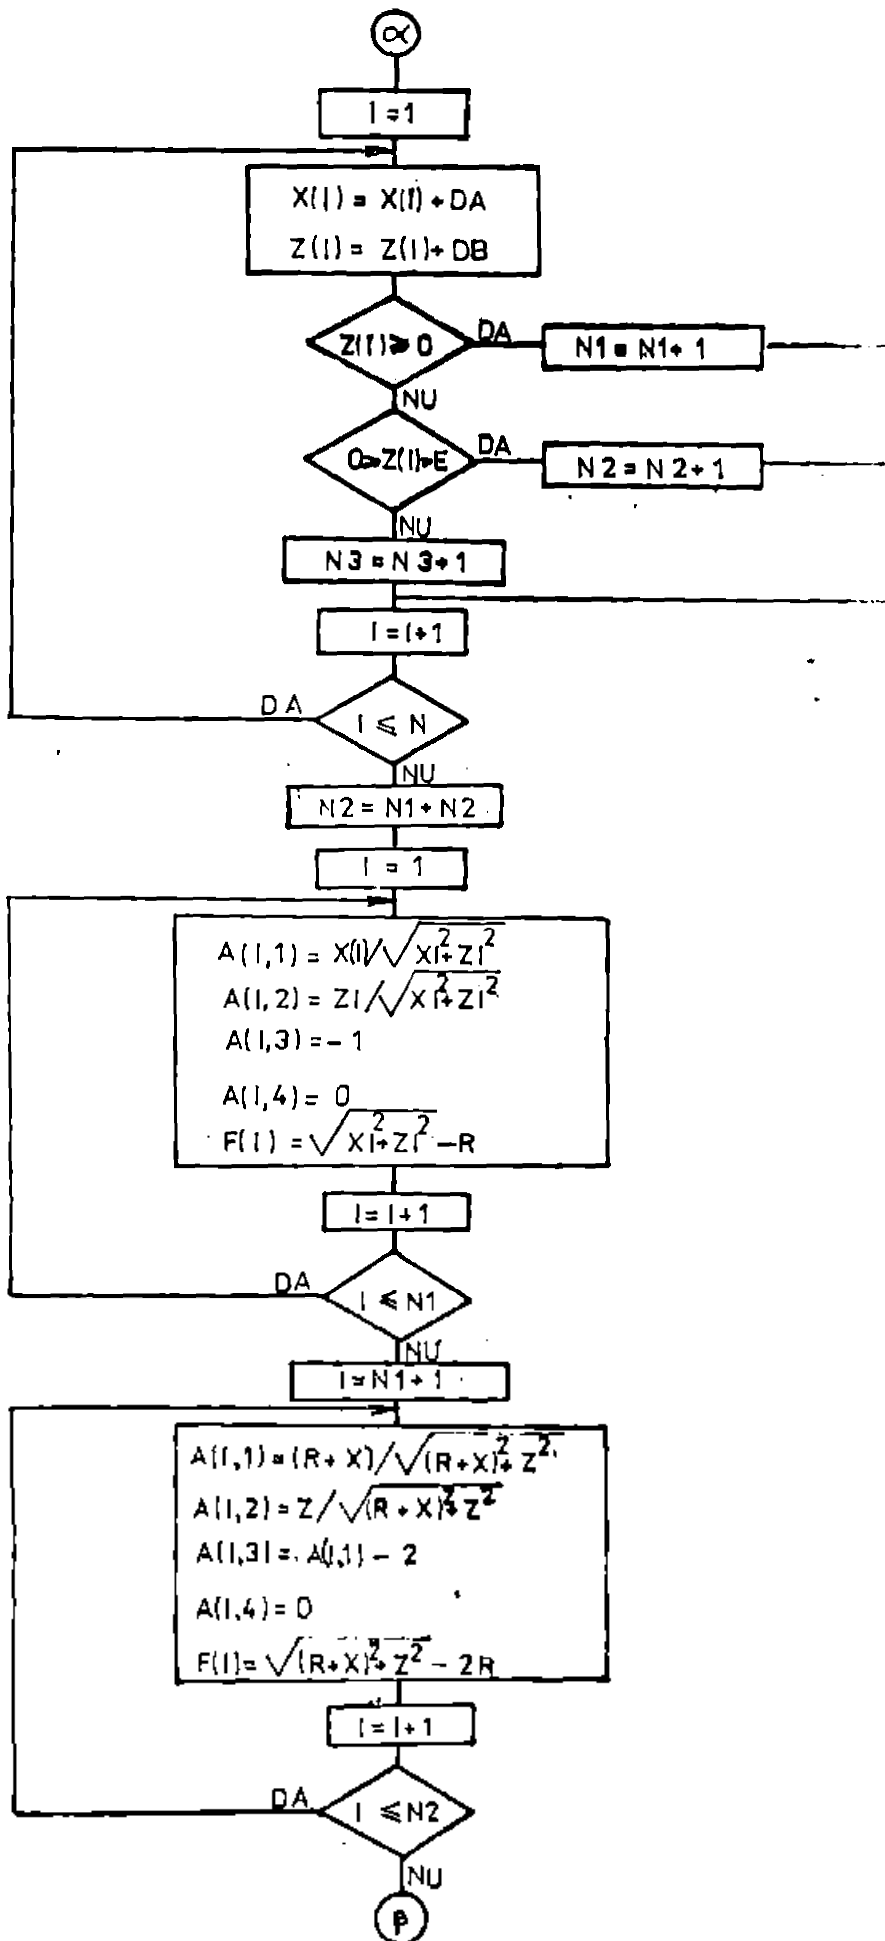 α
I = 1
X(I) = X(I) + DA
Z(I) = Z(I) + DB
Z(I) ⩾ 0
DA
N1 = N1 + 1
NU
0 > Z(I) > E
DA
N2 = N2 + 1
NU
N3 = N3 + 1
I = I + 1
DA
I ⩽ N
NU
N2 = N1 + N2
I = 1
A(I,1) = X(I)/√XI²+ZI²
A(I,2) = ZI/√XI²+ZI²
A(I,3) = -1
A(I,4) = 0
F(I) = √XI²+ZI² - R
I = I + 1
DA
I ⩽ N1
NU
I = N1 + 1
A(I,1) = (R+X)/√(R+X)²+Z²
A(I,2) = Z/√(R+X)²+Z²
A(I,3) = A(I,1) - 2
A(I,4) = 0
F(I) = √(R+X)²+Z² - 2R
I = I + 1
DA
I ⩽ N2
NU
β